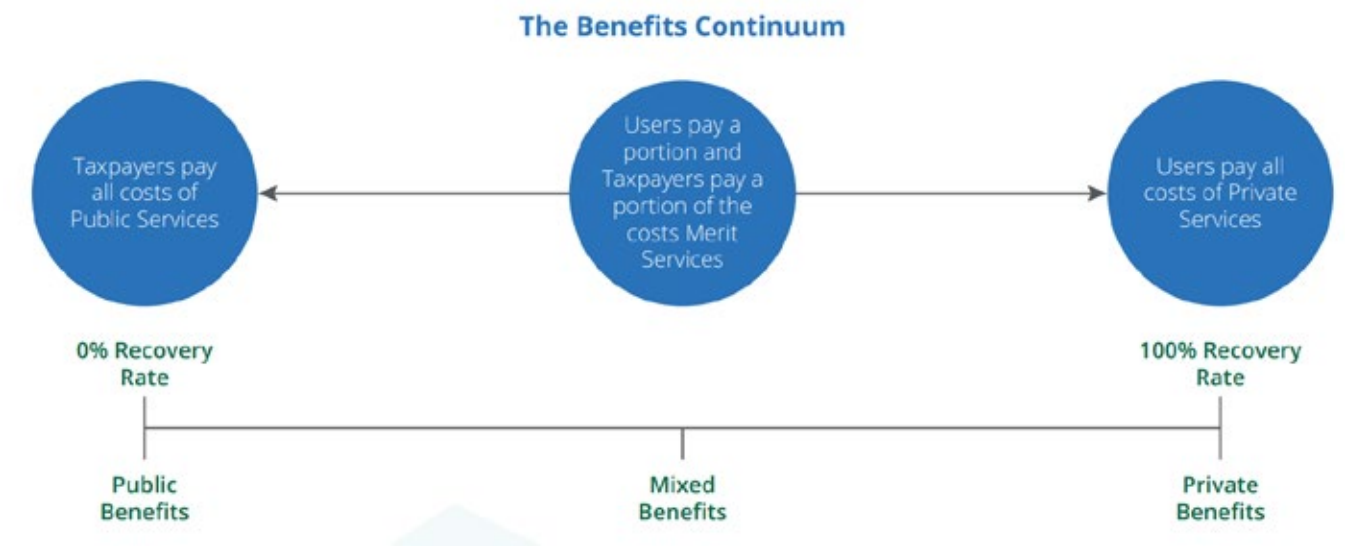 The Benefits Continuum
Taxpayers pay
all costs of
Public Services
Users pay a
portion and
Taxpayers pay a
portion of the
costs Merit
Services
Users pay all
costs of Private
Services
0% Recovery
Rate
100% Recovery
Rate
Public
Benefits
Mixed
Benefits
Private
Benefits